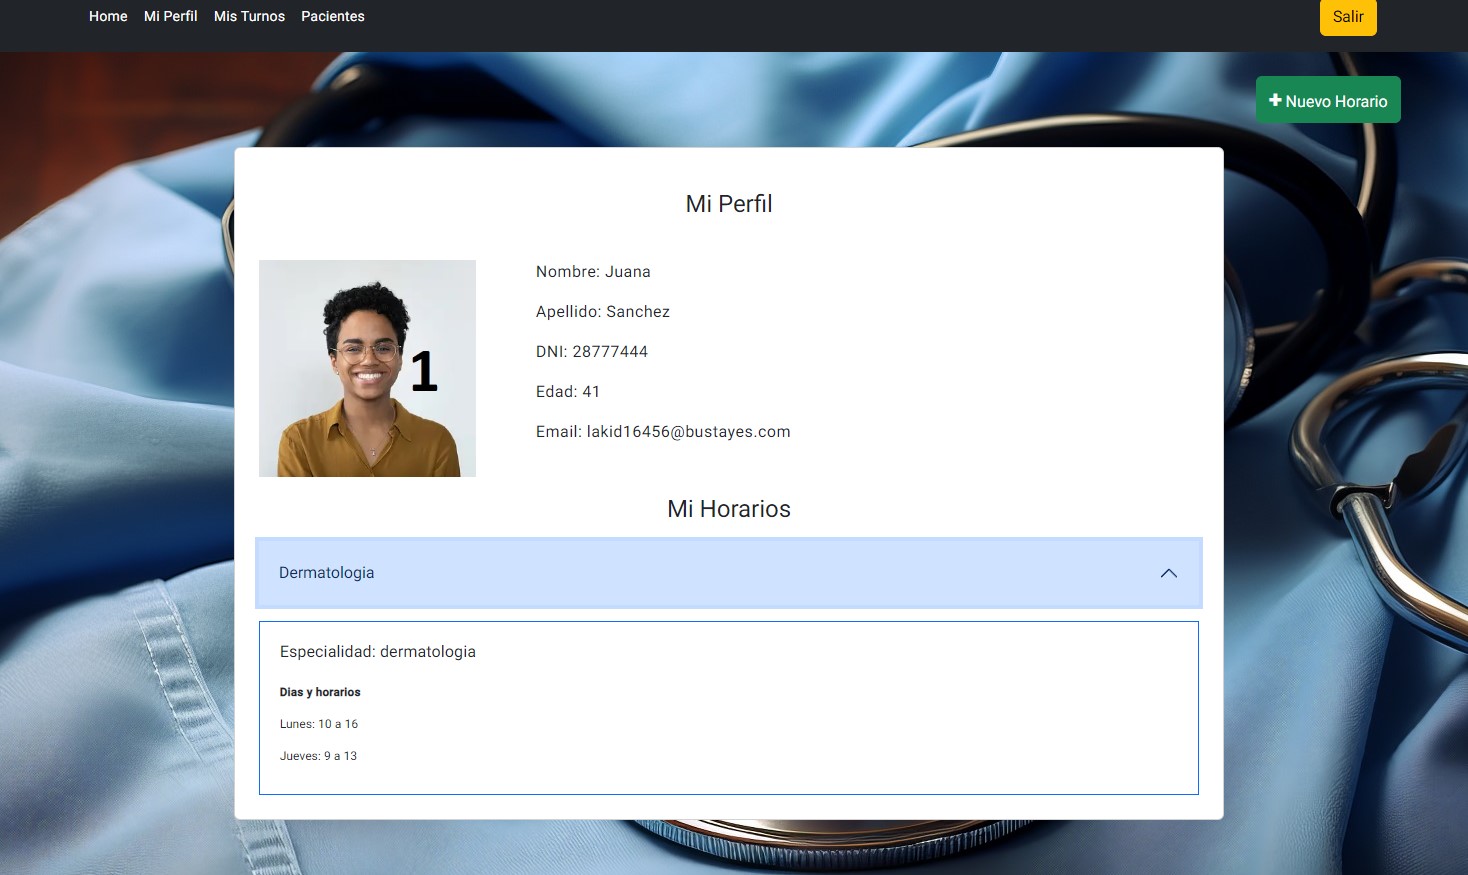 Home Mi Perfil Mis Turnos Pacientes Salir
+ Nuevo Horario
Mi Perfil
1
Nombre: Juana
Apellido: Sanchez
DNI: 28777444
Edad: 41
Email: lakid16456@bustayes.com
Mi Horarios
Dermatologia
Especialidad: dermatologia
Dias y horarios
Lunes: 10 a 16
Jueves: 9 a 13